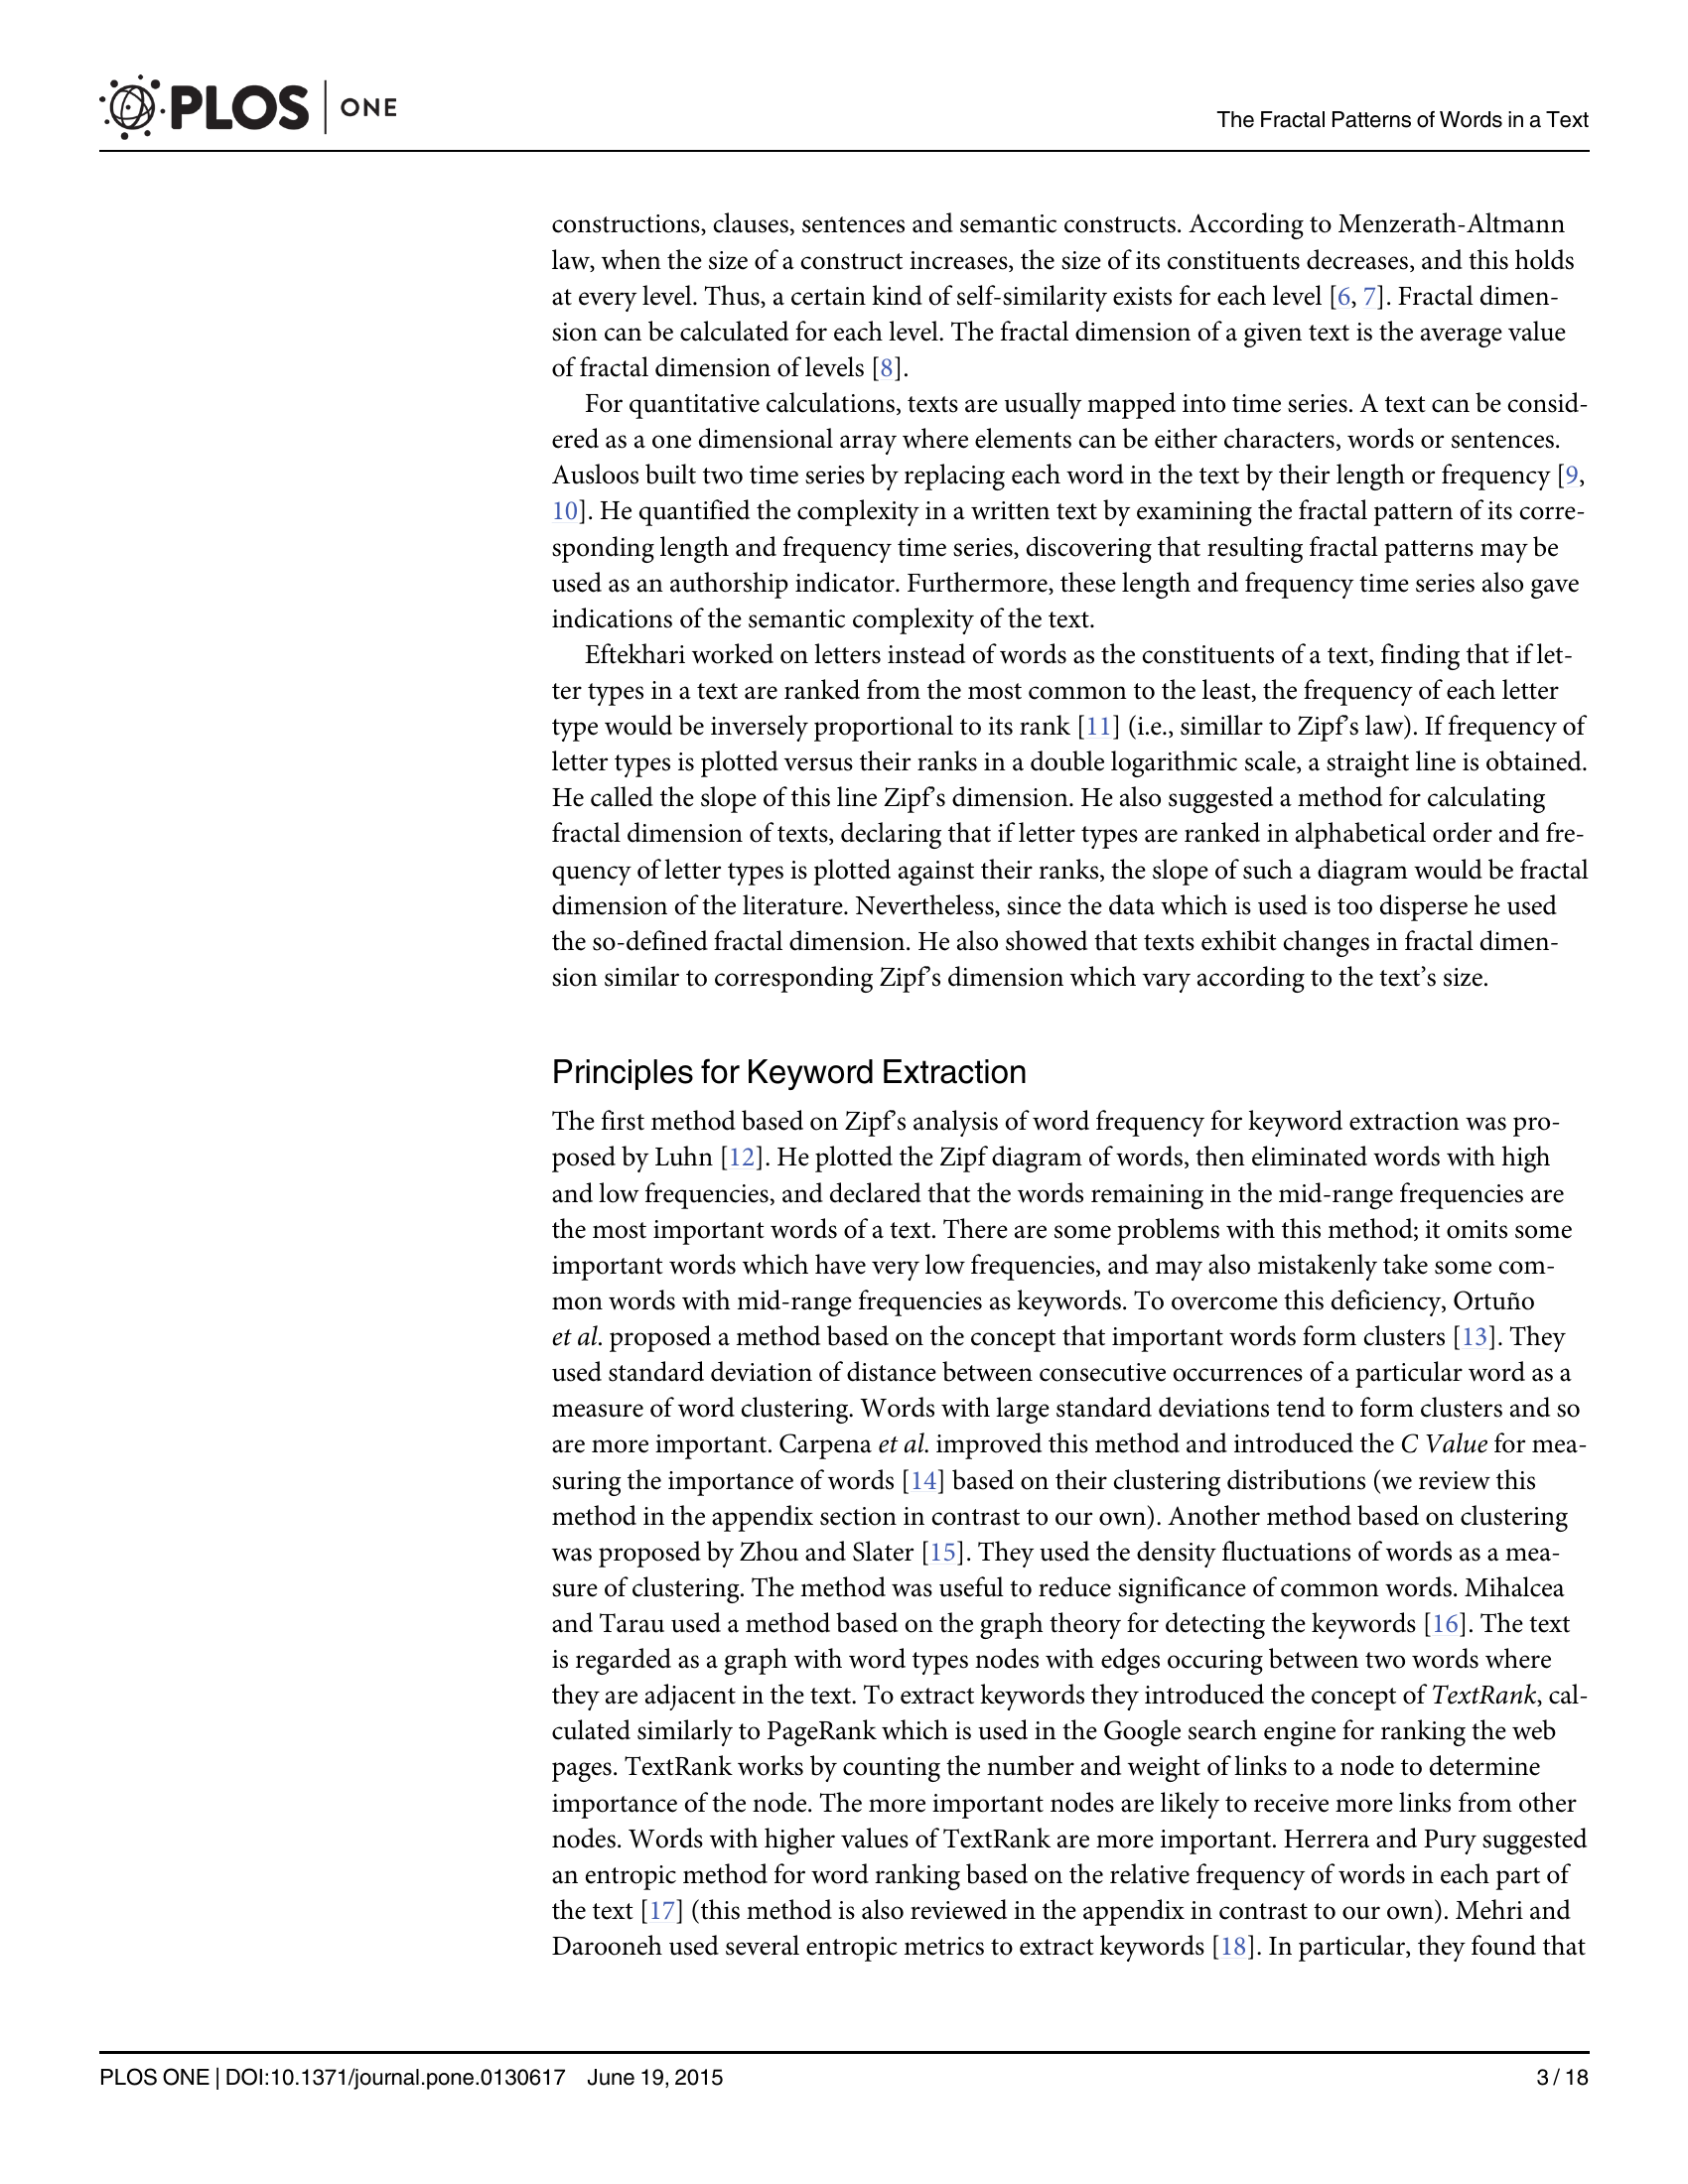 PLOS ONE
The Fractal Patterns of Words in a Text
constructions, clauses, sentences and semantic constructs. According to Menzerath-Altmann
law, when the size of a construct increases, the size of its constituents decreases, and this holds
at every level. Thus, a certain kind of self-similarity exists for each level [6, 7]. Fractal dimen-
sion can be calculated for each level. The fractal dimension of a given text is the average value
of fractal dimension of levels [8].
For quantitative calculations, texts are usually mapped into time series. A text can be consid-
ered as a one dimensional array where elements can be either characters, words or sentences.
Ausloos built two time series by replacing each word in the text by their length or frequency [9,
10]. He quantified the complexity in a written text by examining the fractal pattern of its corre-
sponding length and frequency time series, discovering that resulting fractal patterns may be
used as an authorship indicator. Furthermore, these length and frequency time series also gave
indications of the semantic complexity of the text.
Eftekhari worked on letters instead of words as the constituents of a text, finding that if let-
ter types in a text are ranked from the most common to the least, the frequency of each letter
type would be inversely proportional to its rank [11] (i.e., simillar to Zipf's law). If frequency of
letter types is plotted versus their ranks in a double logarithmic scale, a straight line is obtained.
He called the slope of this line Zipf's dimension. He also suggested a method for calculating
fractal dimension of texts, declaring that if letter types are ranked in alphabetical order and fre-
quency of letter types is plotted against their ranks, the slope of such a diagram would be fractal
dimension of the literature. Nevertheless, since the data which is used is too disperse he used
the so-defined fractal dimension. He also showed that texts exhibit changes in fractal dimen-
sion similar to corresponding Zipf's dimension which vary according to the text's size.
Principles for Keyword Extraction
The first method based on Zipf's analysis of word frequency for keyword extraction was pro-
posed by Luhn [12]. He plotted the Zipf diagram of words, then eliminated words with high
and low frequencies, and declared that the words remaining in the mid-range frequencies are
the most important words of a text. There are some problems with this method; it omits some
important words which have very low frequencies, and may also mistakenly take some com-
mon words with mid-range frequencies as keywords. To overcome this deficiency, Ortuño
et al. proposed a method based on the concept that important words form clusters [13]. They
used standard deviation of distance between consecutive occurrences of a particular word as a
measure of word clustering. Words with large standard deviations tend to form clusters and so
are more important. Carpena et al. improved this method and introduced the C Value for mea-
suring the importance of words [14] based on their clustering distributions (we review this
method in the appendix section in contrast to our own). Another method based on clustering
was proposed by Zhou and Slater [15]. They used the density fluctuations of words as a mea-
sure of clustering. The method was useful to reduce significance of common words. Mihalcea
and Tarau used a method based on the graph theory for detecting the keywords [16]. The text
is regarded as a graph with word types nodes with edges occuring between two words where
they are adjacent in the text. To extract keywords they introduced the concept of TextRank, cal-
culated similarly to PageRank which is used in the Google search engine for ranking the web
pages. TextRank works by counting the number and weight of links to a node to determine
importance of the node. The more important nodes are likely to receive more links from other
nodes. Words with higher values of TextRank are more important. Herrera and Pury suggested
an entropic method for word ranking based on the relative frequency of words in each part of
the text [17] (this method is also reviewed in the appendix in contrast to our own). Mehri and
Darooneh used several entropic metrics to extract keywords [18]. In particular, they found that
PLOS ONE | DOI:10.1371/journal.pone.0130617 June 19, 2015
3 / 18